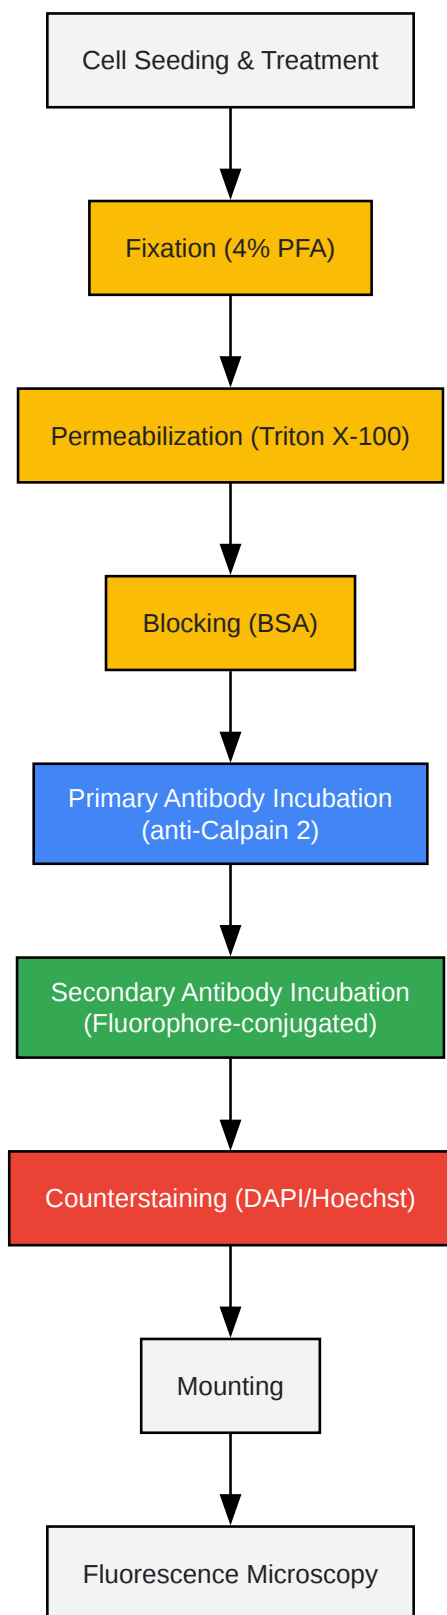 Cell Seeding & Treatment
Fixation (4% PFA)
Permeabilization (Triton X-100)
Blocking (BSA)
Primary Antibody Incubation
(anti-Calpain 2)
Secondary Antibody Incubation
(Fluorophore-conjugated)
Counterstaining (DAPI/Hoechst)
Mounting
Fluorescence Microscopy